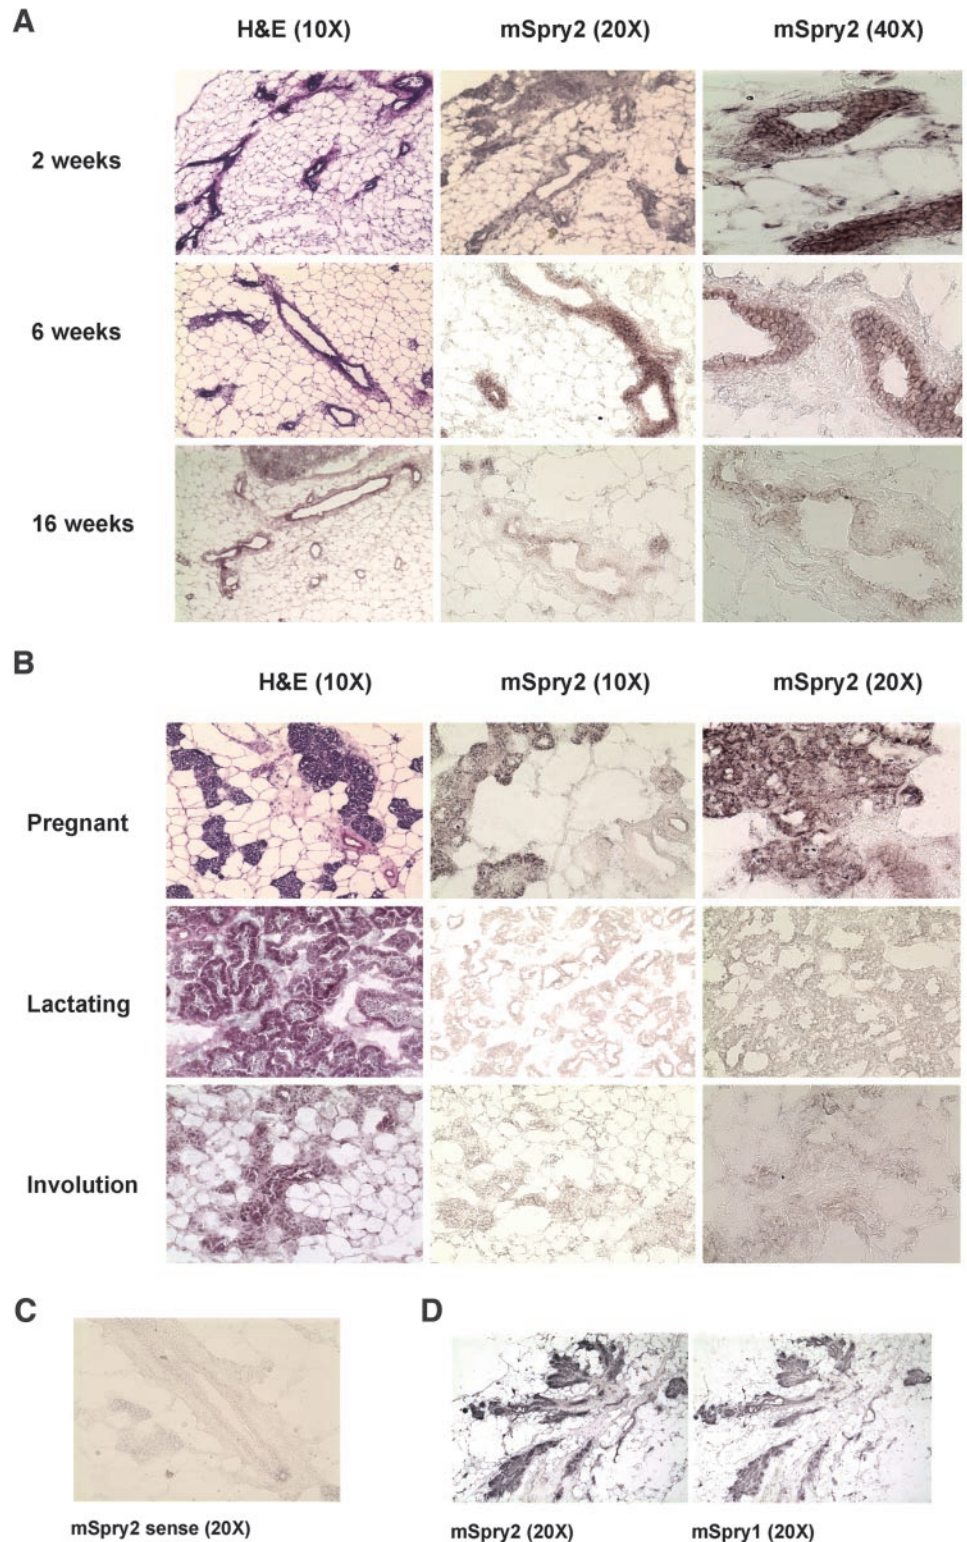 A
H&E (10X) mSpry2 (20X) mSpry2 (40X)
2 weeks
6 weeks
16 weeks
B
H&E (10X) mSpry2 (10X) mSpry2 (20X)
Pregnant
Lactating
Involution
C
D
mSpry2 sense (20X)
mSpry2 (20X) mSpry1 (20X)